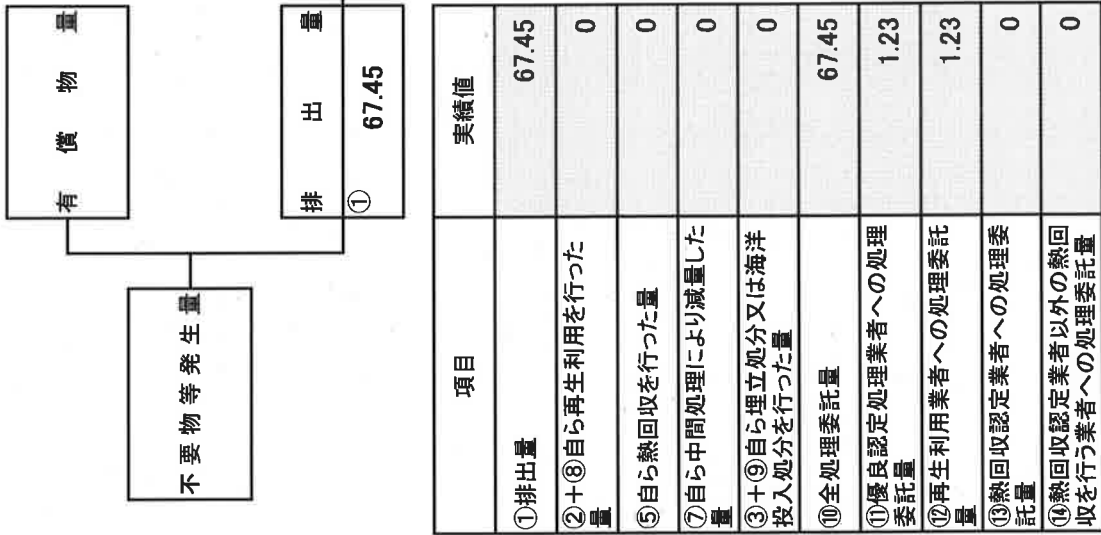 有償物量
不要物等発生量
排出量
①
67.45
項目 実績値
①排出量 67.45
②+⑧自ら再生利用を行った
量 0
⑤自ら熱回収を行った量 0
⑦自ら中間処理により減量した
量 0
③+⑨自ら埋立処分又は海洋
投入処分を行った量 0
⑩全処理委託量 67.45
⑪優良認定処理業者への処理
委託量 1.23
⑫再生利用業者への処理委託
量 1.23
⑬熱回収認定業者への処理委
託量 0
⑭熱回収認定業者以外の熱回
収を行う業者への処理委託量 0